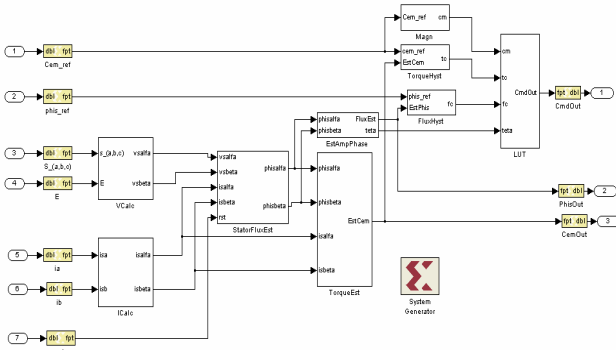 Cem_ref cm
Magn
cm
1
dbl fpt
Cem_ref
cem_ref
EstCem
tc
TorqueHyst
tc
CmdOut
fpt dbl
1
CmdOut
2
dbl fpt
phis_ref
phis_ref
EstPhis
fc
FluxHyst
fc
teta
LUT
phisalfa
phisbeta
FluxEst
teta
EstAmpPhase
3
dbl fpt
S_(a,b,c)
s_(a,b,c)
vsalfa
4
dbl fpt
E
E
vsbeta
VCalc
vsalfa
vsbeta
isalfa
isbeta
rst
phisalfa
phisbeta
StatorFluxEst
phisalfa
phisbeta
isalfa
isbeta
EstCem
TorqueEst
fpt dbl
2
PhisOut
fpt dbl
3
CemOut
5
dbl fpt
ia
isa
isalfa
6
dbl fpt
ib
isb
isbeta
ICalc
7
dbl fpt
System
Generator